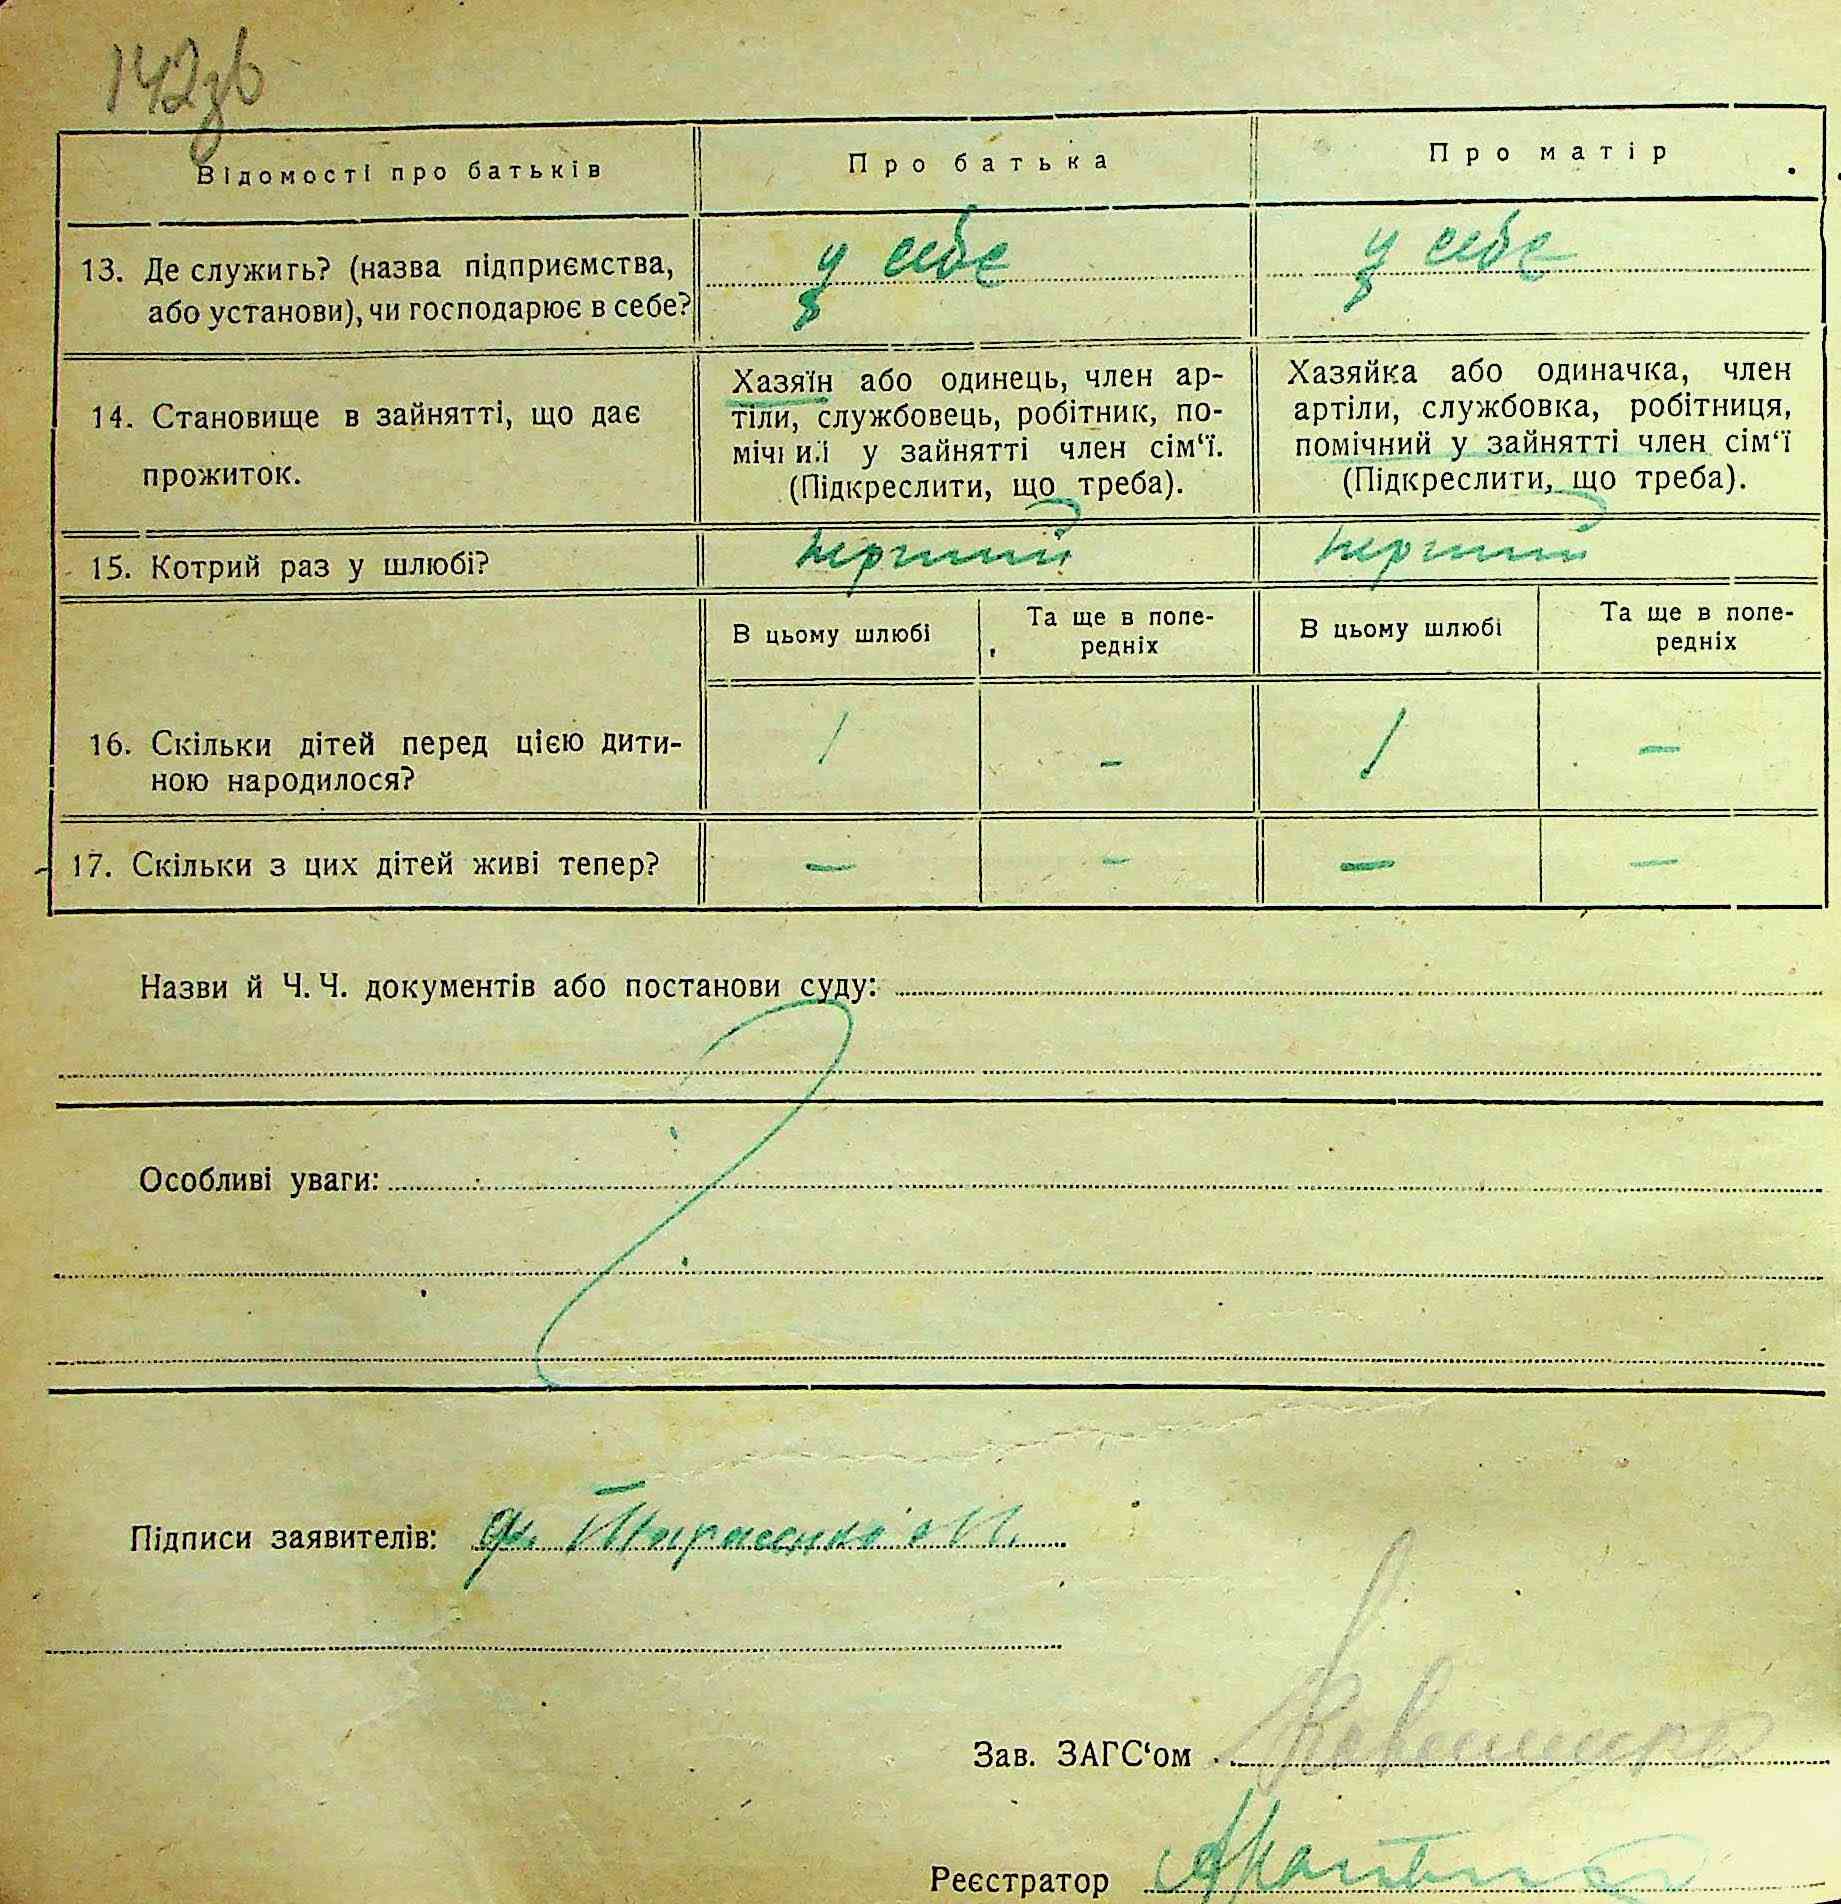 142зв
Відомості про батьків
Про батька
Про матір
13. Де служить? (назва підприємства,
або установи), чи господарює в себе?
у себе
у себе
14. Становище в зайнятті, що дає
прожиток.
Хазяїн або одинець, член ар-
тіли, службовець, робітник, по-
мічний у зайнятті член сім‘ї.
(Підкреслити, що треба).
Хазяйка або одиначка, член
артіли, службовка, робітниця,
помічний у зайнятті член сім‘ї
(Підкреслити, що треба).
15. Котрий раз у шлюбі?
перший
перший
В цьому шлюбі
Та ще в попе-
редніх
В цьому шлюбі
Та ще в попе-
редніх
16. Скільки дітей перед цією дити-
ною народилося?
/ – / –
17. Скільки з цих дітей живі тепер?
– – – –
Назви й Ч. Ч. документів або постанови суду:
Особливі уваги:
Підписи заявителів: Тарасенко
Зав. ЗАГС‘ом
Реєстратор